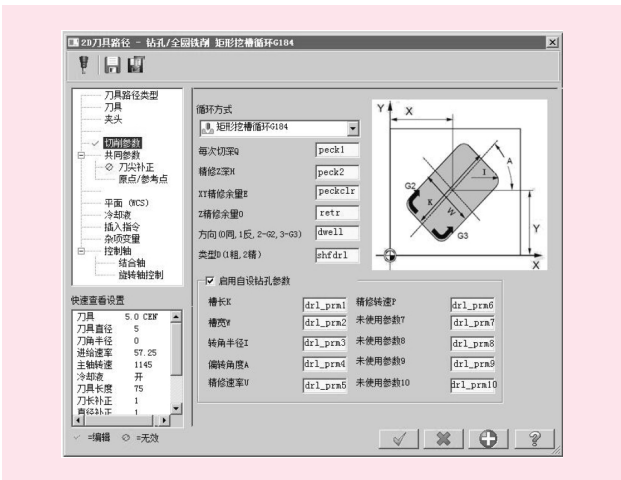 2D刀具路径 - 钻孔/全圆铣削 矩形挖槽循环G184
刀具路径类型
刀具
夹头
切削参数
共同参数
刀尖补正
原点/参考点
平面 (WCS)
冷却液
插入指令
杂项变量
控制轴
结合轴
旋转轴控制
快速查看设置
刀具 5.0 CEN
刀具直径 5
刀角半径 0
进给速率 57.25
主轴转速 1145
冷却液 开
刀具长度 75
刀长补正 1
直径补正 1
✓ =编辑 ⊘ =无效
循环方式
矩形挖槽循环G184
每次切深Q peck1
精修Z深H peck2
XY精修余量E peckclr
Z精修余量O retr
方向(0同,1反,2-G2,3-G3) dwell
类型D(1粗,2精) shfdrl
Y X
A
I
G2
K W
G3
Y
X
启用自设钻孔参数
槽长K drl_prm1 精修转速P drl_prm6
槽宽W drl_prm2 未使用参数7 drl_prm7
转角半径I drl_prm3 未使用参数8 drl_prm8
偏转角度A drl_prm4 未使用参数9 drl_prm9
精修速率U drl_prm5 未使用参数10 drl_prm10